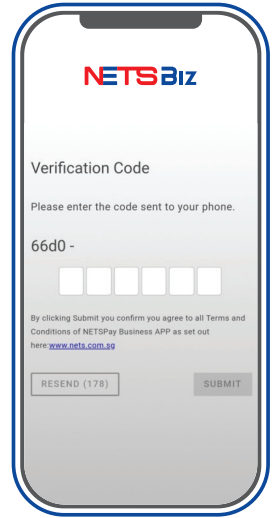 NETSBIZ
Verification Code
Please enter the code sent to your phone.
66d0 -
By clicking Submit you confirm you agree to all Terms and
Conditions of NETSPay Business APP as set out
here:www.nets.com.sg
RESEND (178)
SUBMIT